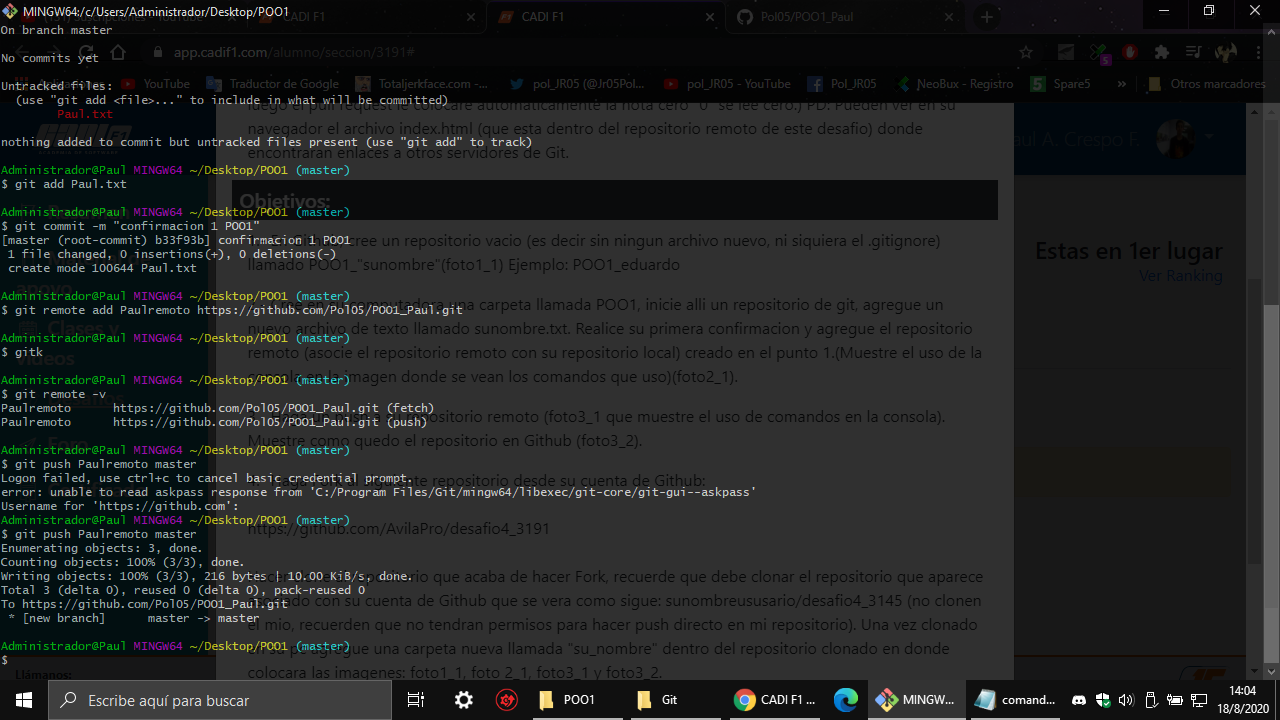 MINGW64:/c/Users/Administrador/Desktop/POO1
CADI F1
CADI F1
Pol05/POO1_Paul
On branch master
app.cadif1.com/alumno/seccion/3191#
No commits yet
YouTube
Traductor de Google
Totaljerkface.com -...
pol_JR05 (@Jr05Pol...
pol_JR05 - YouTube
Pol_JR05
NeoBux - Registro
Spare5
»
Otros marcadores
Untracked files:
(use "git add <file>..." to include in what will be committed)
Paul.txt
luego el pull request le colocare automaticamente la nota cero "0" se lee cero.) PD: Pueden ver en su
navegador el archivo index.html (que esta dentro del repositorio remoto de este desafio) donde
encontraran enlaces a otros servidores de Git.
nothing added to commit but untracked files present (use "git add" to track)
aul A. Crespo F.
Administrador@Paul MINGW64 ~/Desktop/POO1 (master)
$ git add Paul.txt
Objetivos:
Administrador@Paul MINGW64 ~/Desktop/POO1 (master)
$ git commit -m "confirmacion 1 POO1"
[master (root-commit) b33f93b] confirmacion 1 POO1
1 file changed, 0 insertions(+), 0 deletions(-)
create mode 100644 Paul.txt
cree un repositorio vacio (es decir sin ningun archivo nuevo, ni siquiera el .gitignore)
llamado POO1_"sunombre"(foto1_1) Ejemplo: POO1_eduardo
Estas en 1er lugar
Ver Ranking
apoyo
Administrador@Paul MINGW64 ~/Desktop/POO1 (master)
$ git remote add Paulremoto https://github.com/Pol05/POO1_Paul.git
computadora una carpeta llamada POO1, inicie alli un repositorio de git, agregue un
nuevo archivo de texto llamado sunombre.txt. Realice su primera confirmacion y agregue el repositorio
remoto (asocie el repositorio remoto con su repositorio local) creado en el punto 1.(Muestre el uso de la
consola en la imagen donde se vean los comandos que uso)(foto2_1).
Clases y
videos
Administrador@Paul MINGW64 ~/Desktop/POO1 (master)
$ gitk
Administrador@Paul MINGW64 ~/Desktop/POO1 (master)
$ git remote -v
Paulremoto https://github.com/Pol05/POO1_Paul.git (fetch)
Paulremoto https://github.com/Pol05/POO1_Paul.git (push)
repositorio remoto (foto3_1 que muestre el uso de comandos en la consola).
Muestre como quedo el repositorio en Github (foto3_2).
Foro
Administrador@Paul MINGW64 ~/Desktop/POO1 (master)
$ git push Paulremoto master
Logon failed, use ctrl+c to cancel basic credential prompt.
error: unable to read askpass response from 'C:/Program Files/Git/mingw64/libexec/git-core/git-gui--askpass'
Username for 'https://github.com':
repositorio desde su cuenta de Github:
https://github.com/AvilaPro/desafio4_3191
Administrador@Paul MINGW64 ~/Desktop/POO1 (master)
$ git push Paulremoto master
Enumerating objects: 3, done.
Counting objects: 100% (3/3), done.
Writing objects: 100% (3/3), 216 bytes | 10.00 KiB/s, done.
Total 3 (delta 0), reused 0 (delta 0), pack-reused 0
To https://github.com/Pol05/POO1_Paul.git
* [new branch] master -> master
que acaba de hacer Fork, recuerde que debe clonar el repositorio que aparece
con su cuenta de Github que se vera como sigue: sunombreususario/desafio4_3145 (no clonen
el mio, recuerden que no tendran permisos para hacer push directo en mi repositorio). Una vez clonado
agregue una carpeta nueva llamada "su_nombre" dentro del repositorio clonado en donde
colocara las imagenes: foto1_1, foto 2_1, foto3_1 y foto3_2.
Administrador@Paul MINGW64 ~/Desktop/POO1 (master)
$
Llámanos:
Escribe aquí para buscar
POO1
Git
CADI F1 ...
MINGW...
comand...
14:04
18/8/2020